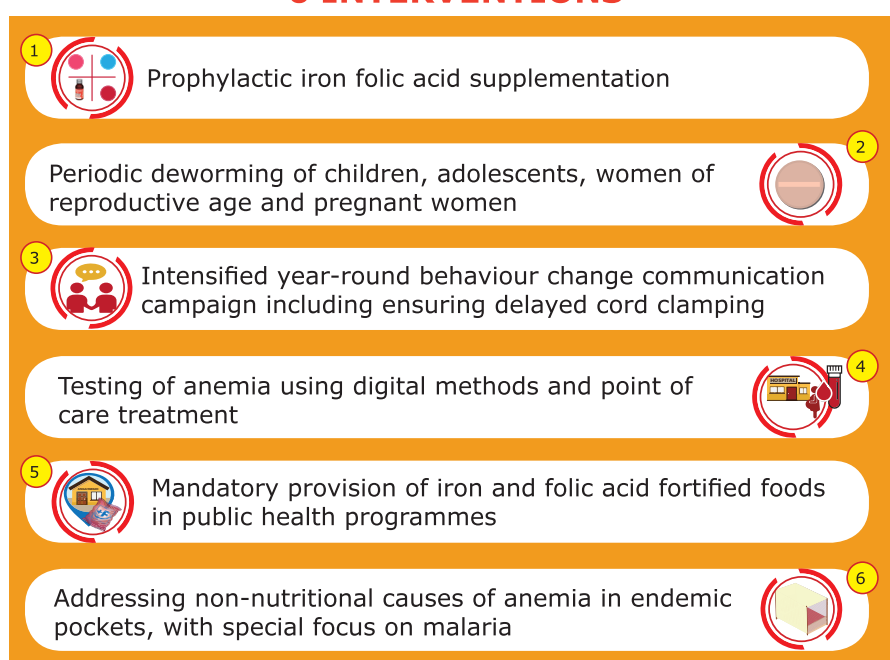 6 INTERVENTIONS
1
Prophylactic iron folic acid supplementation
2
Periodic deworming of children, adolescents, women of
reproductive age and pregnant women
3
Intensified year-round behaviour change communication
campaign including ensuring delayed cord clamping
4
HOSPITAL
Testing of anemia using digital methods and point of
care treatment
5
Mandatory provision of iron and folic acid fortified foods
in public health programmes
6
Addressing non-nutritional causes of anemia in endemic
pockets, with special focus on malaria